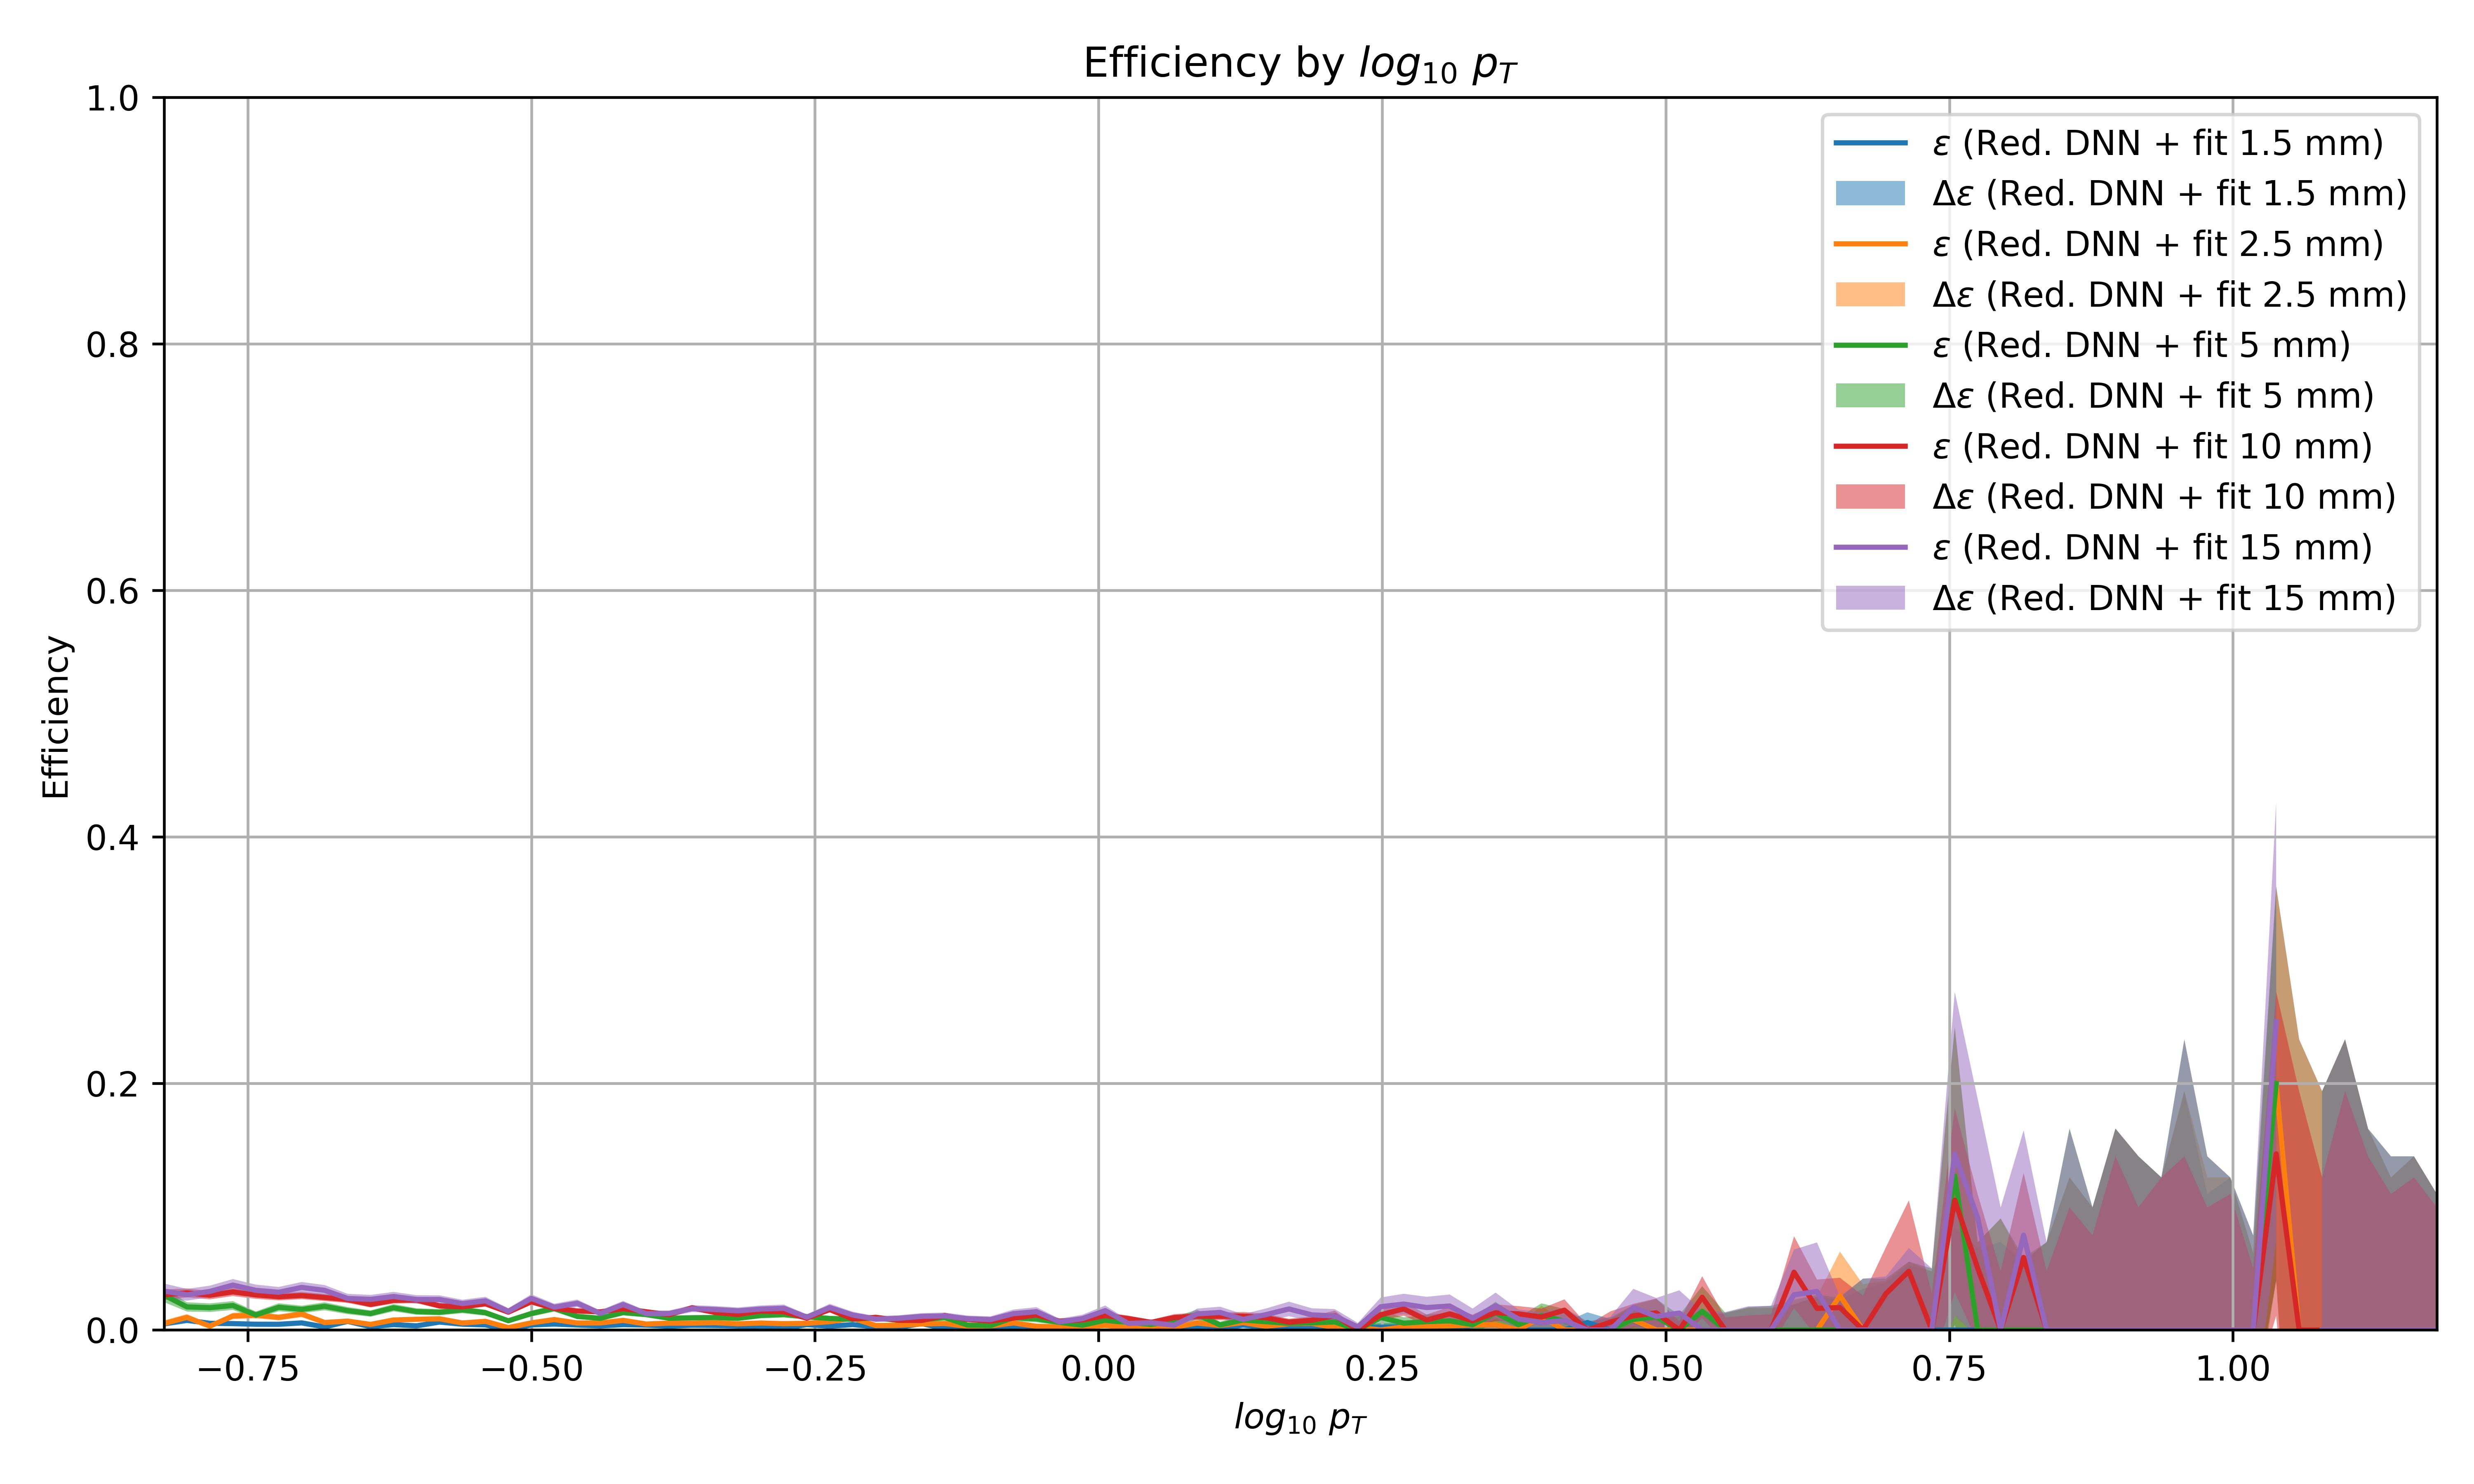 Efficiency by log₁₀ p_T
1.0
0.8
0.6
0.4
0.2
0.0
Efficiency
ε (Red. DNN + fit 1.5 mm)
Δε (Red. DNN + fit 1.5 mm)
ε (Red. DNN + fit 2.5 mm)
Δε (Red. DNN + fit 2.5 mm)
ε (Red. DNN + fit 5 mm)
Δε (Red. DNN + fit 5 mm)
ε (Red. DNN + fit 10 mm)
Δε (Red. DNN + fit 10 mm)
ε (Red. DNN + fit 15 mm)
Δε (Red. DNN + fit 15 mm)
−0.75 −0.50 −0.25 0.00 0.25 0.50 0.75 1.00
log₁₀ p_T